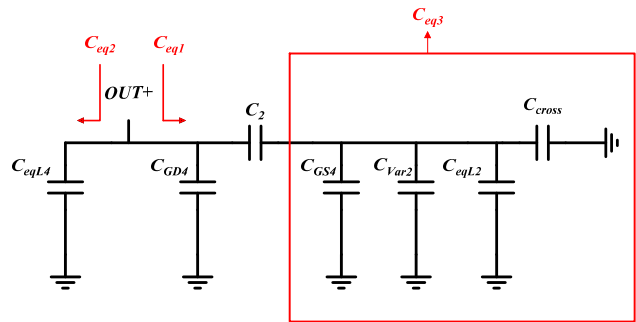 Ceq3
Ceq2
Ceq1
OUT+
C2
Ccross
CeqL4
CGD4
CGS4
CVar2
CeqL2